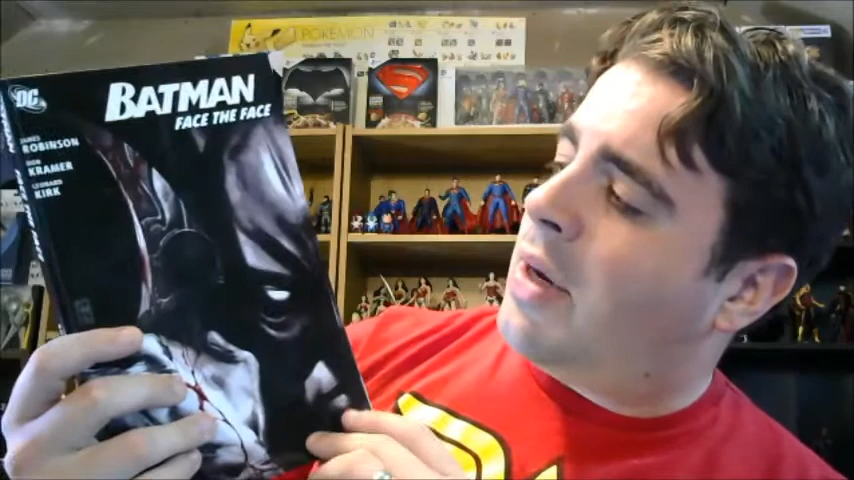 POKÉMON
DC
BATMAN
FACE THE FACE
JAMES
ROBINSON
DON
KRAMER
LEONARD
KIRK